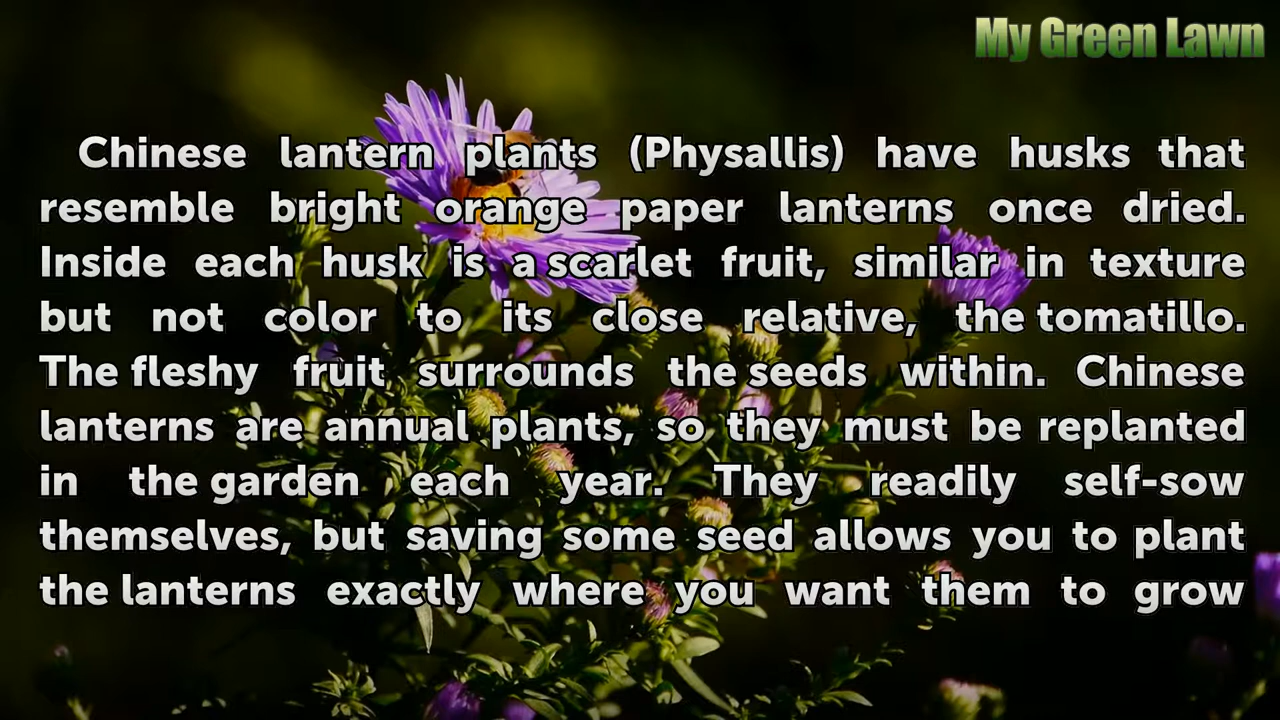 My Green Lawn
Chinese lantern plants (Physallis) have husks that
resemble bright orange paper lanterns once dried.
Inside each husk is a scarlet fruit, similar in texture
but not color to its close relative, the tomatillo.
The fleshy fruit surrounds the seeds within. Chinese
lanterns are annual plants, so they must be replanted
in the garden each year. They readily self-sow
themselves, but saving some seed allows you to plant
the lanterns exactly where you want them to grow